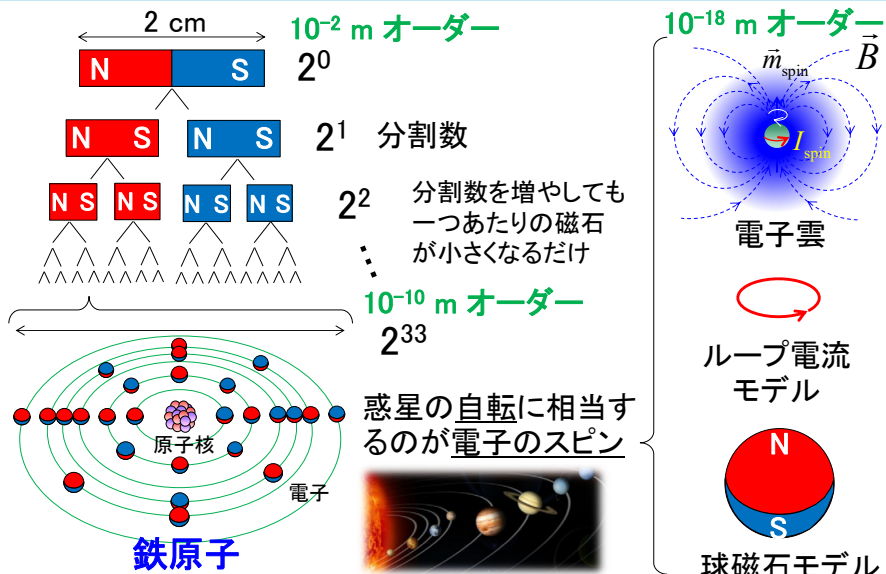 2 cm
10⁻² m オーダー
N S
2⁰
N S N S
2¹ 分割数
N S N S N S N S
2²
分割数を増やしても
一つあたりの磁石
が小さくなるだけ
10⁻¹⁰ m オーダー
2³³
原子核
電子
鉄原子
惑星の自転に相当す
るのが電子のスピン
10⁻¹⁸ m オーダー
m⃗spin
B⃗
Ispin
電子雲
ループ電流
モデル
N
S
球磁石モデル